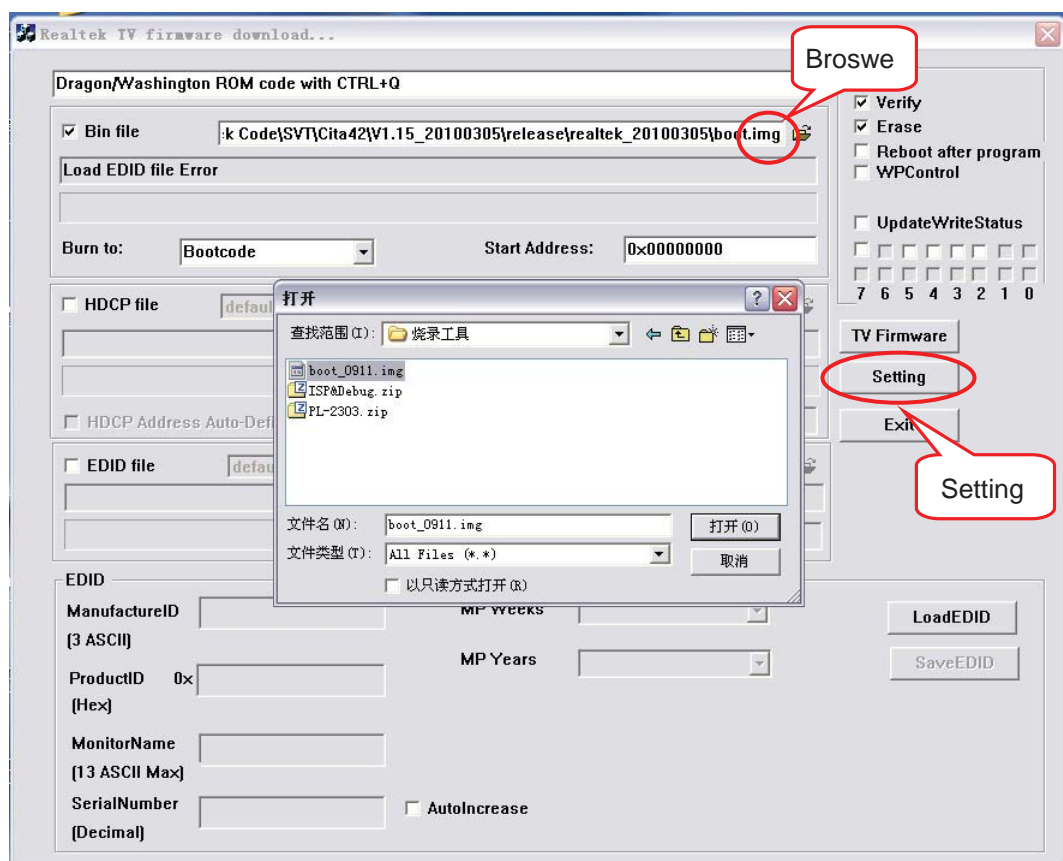 Realtek TV firmware download...
Broswe
Dragon/Washington ROM code with CTRL+Q
Bin file
:k Code\SVT\Cita42\V1.15_20100305\release\realtek_20100305\boot.img
Load EDID file Error
Burn to:
Bootcode
Start Address:
0x00000000
Verify
Erase
Reboot after program
WPControl
UpdateWriteStatus
7 6 5 4 3 2 1 0
HDCP file
defaul
HDCP Address Auto-Defi
EDID file
defau
TV Firmware
Setting
Exit
Setting
打开
查找范围(I):
烧录工具
boot_0911.img
ISP&Debug.zip
PL-2303.zip
文件名(N):
boot_0911.img
打开(O)
文件类型(T):
All Files (*.*)
取消
以只读方式打开(R)
EDID
ManufactureID
(3 ASCII)
MP Weeks
LoadEDID
ProductID 0x
(Hex)
MP Years
SaveEDID
MonitorName
(13 ASCII Max)
SerialNumber
(Decimal)
AutoIncrease